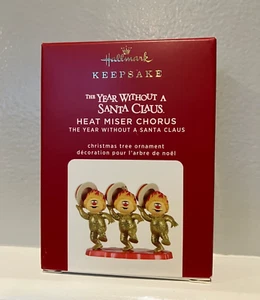 Hallmark
KEEPSAKE
THE YEAR WITHOUT A
SANTA CLAUS
HEAT MISER CHORUS
THE YEAR WITHOUT A SANTA CLAUS
christmas tree ornament
décoration pour l'arbre de noël